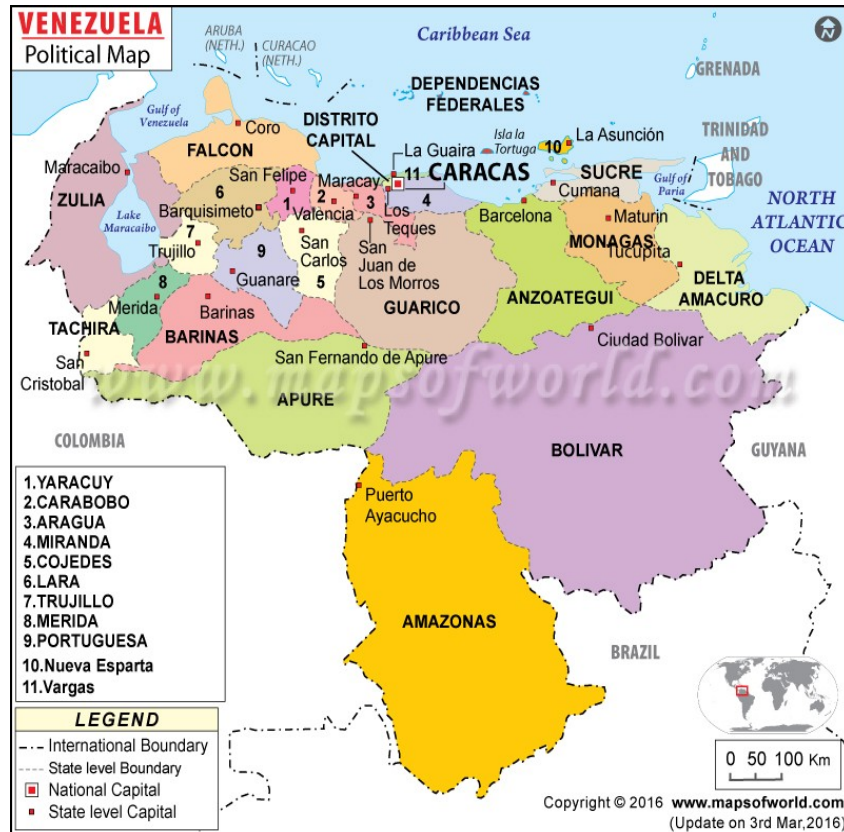 VENEZUELA
Political Map
ARUBA
(NETH.)
CURACAO
(NETH.)
Caribbean Sea
N
GRENADA
DEPENDENCIAS
FEDERALES
Gulf of
Venezuela
Coro
DISTRITO
CAPITAL
La Guaira
Isla la
Tortuga
10
La Asunción
TRINIDAD
AND
TOBAGO
FALCON
11
CARACAS
SUCRE
Gulf of
Paria
Maracaibo
San Felipe
Maracay
Cumana
ZULIA
6
1
2
3
4
NORTH
ATLANTIC
OCEAN
Barquisimeto
Valencia
Los
Teques
Barcelona
Maturin
Lake
Maracaibo
7
Trujillo
9
San
Carlos
San
Juan de
Los Morros
MONAGAS
Tucupita
8
Guanare
5
GUARICO
ANZOATEGUI
DELTA
AMACURO
Merida
Barinas
TACHIRA
BARINAS
San Fernando de Apure
Ciudad Bolivar
San
Cristobal
www.mapsofworld.com
APURE
COLOMBIA
BOLIVAR
GUYANA
1.YARACUY
2.CARABOBO
3.ARAGUA
4.MIRANDA
5.COJEDES
6.LARA
7.TRUJILLO
8.MERIDA
9.PORTUGUESA
10.Nueva Esparta
11.Vargas
Puerto
Ayacucho
AMAZONAS
BRAZIL
LEGEND
International Boundary
State level Boundary
National Capital
State level Capital
0 50 100 Km
Copyright © 2016 www.mapsofworld.com
(Update on 3rd Mar,2016)